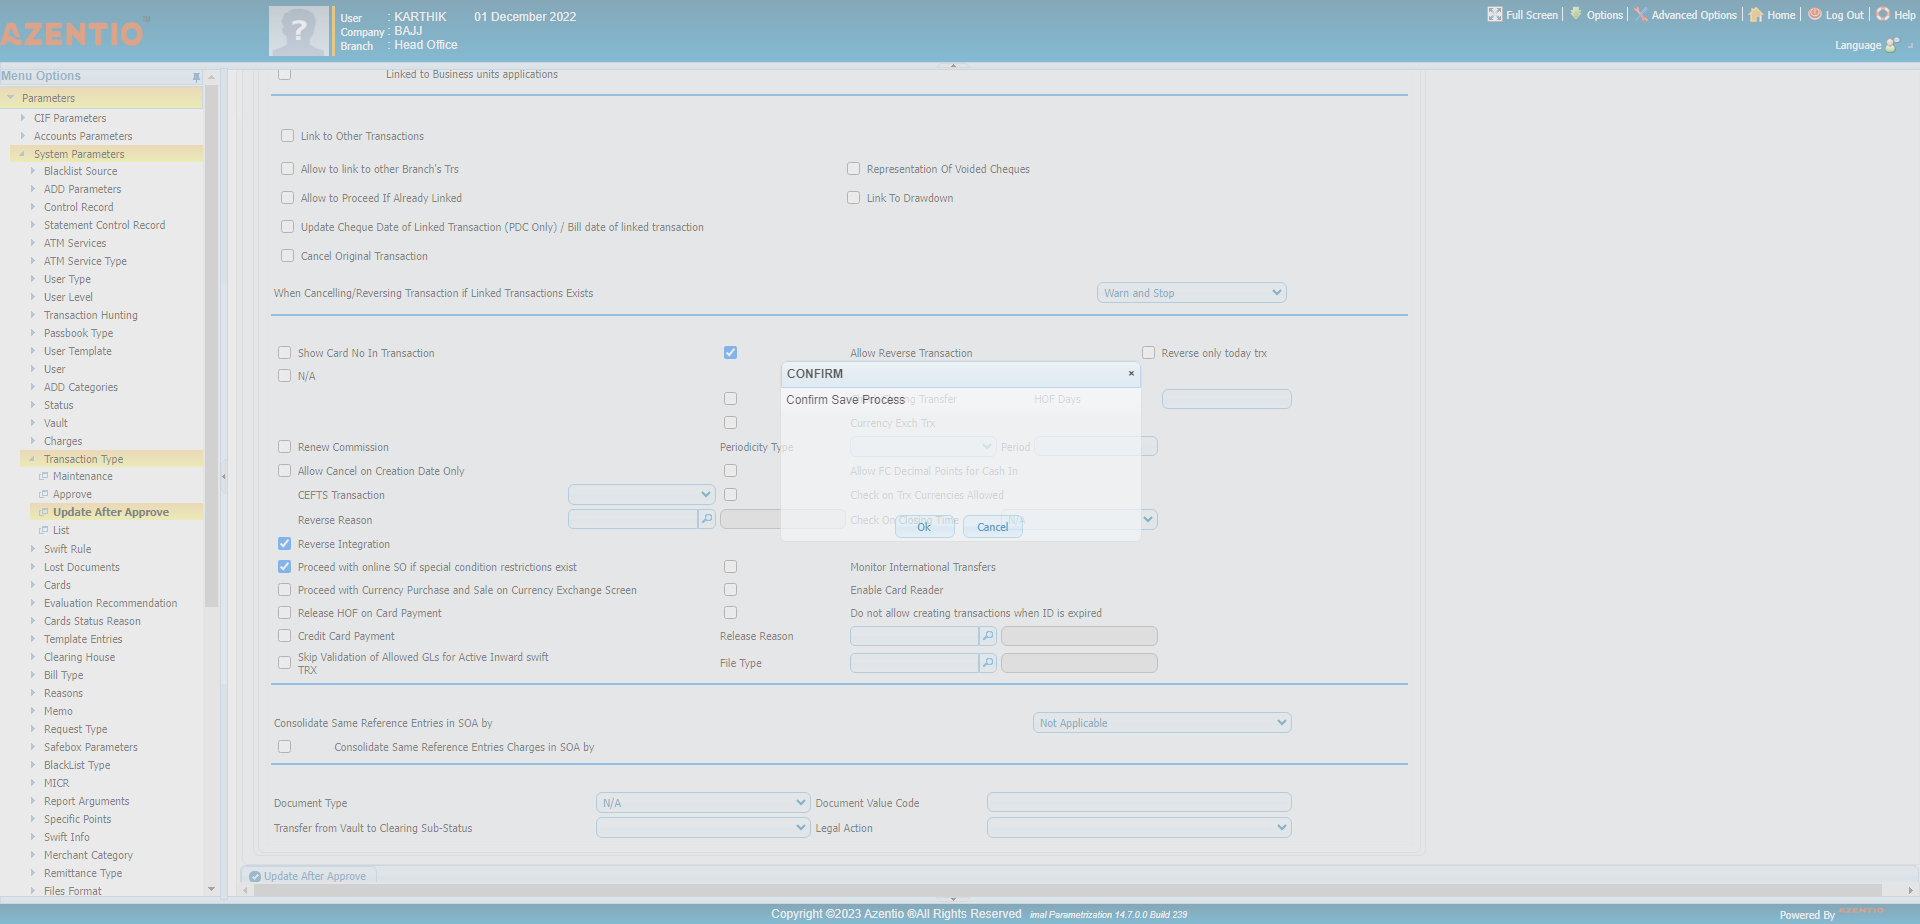 AZENTIO™
User : KARTHIK 01 December 2022
Company : BAJJ
Branch : Head Office
Full Screen Options Advanced Options Home Log Out Help
Language
Menu Options
Parameters
CIF Parameters
Accounts Parameters
System Parameters
Blacklist Source
ADD Parameters
Control Record
Statement Control Record
ATM Services
ATM Service Type
User Type
User Level
Transaction Hunting
Passbook Type
User Template
User
ADD Categories
Status
Vault
Charges
Transaction Type
Maintenance
Approve
Update After Approve
List
Swift Rule
Lost Documents
Cards
Evaluation Recommendation
Cards Status Reason
Template Entries
Clearing House
Bill Type
Reasons
Memo
Request Type
Safebox Parameters
BlackList Type
MICR
Report Arguments
Specific Points
Swift Info
Merchant Category
Remittance Type
Files Format
Linked to Business units applications
Link to Other Transactions
Allow to link to other Branch's Trs Representation Of Voided Cheques
Allow to Proceed If Already Linked Link To Drawdown
Update Cheque Date of Linked Transaction (PDC Only) / Bill date of linked transaction
Cancel Original Transaction
When Cancelling/Reversing Transaction if Linked Transactions Exists Warn and Stop
Show Card No In Transaction Allow Reverse Transaction Reverse only today trx
N/A
CONFIRM
Confirm Save Process
Transfer HOF Days
Currency Exch Trx
Renew Commission Periodicity Type Period
Allow Cancel on Creation Date Only Allow FC Decimal Points for Cash In
CEFTS Transaction Check on Trx Currencies Allowed
Reverse Reason Check On Closing Time N/A
Ok Cancel
Reverse Integration
Proceed with online SO if special condition restrictions exist Monitor International Transfers
Proceed with Currency Purchase and Sale on Currency Exchange Screen Enable Card Reader
Release HOF on Card Payment Do not allow creating transactions when ID is expired
Credit Card Payment Release Reason
Skip Validation of Allowed GLs for Active Inward swift
TRX File Type
Consolidate Same Reference Entries in SOA by Not Applicable
Consolidate Same Reference Entries Charges in SOA by
Document Type N/A Document Value Code
Transfer from Vault to Clearing Sub-Status Legal Action
Update After Approve
Copyright ©2023 Azentio ®All Rights Reserved imal Parametrization 14.7.0.0 Build 239
Powered By AZENTIO